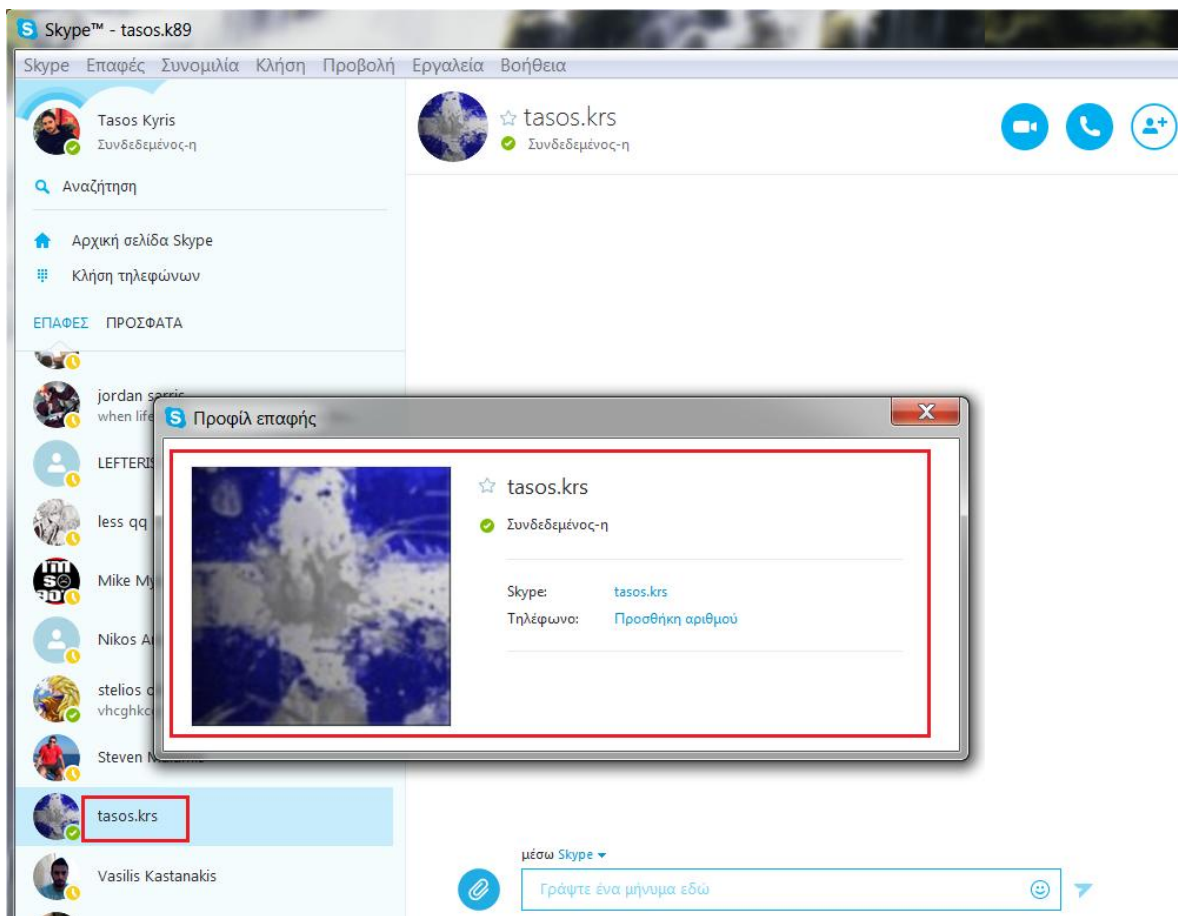 Skype™ - tasos.k89
Skype Επαφές Συνομιλία Κλήση Προβολή Εργαλεία Βοήθεια
Tasos Kyris
Συνδεδεμένος-η
Αναζήτηση
Αρχική σελίδα Skype
Κλήση τηλεφώνων
ΕΠΑΦΕΣ ΠΡΟΣΦΑΤΑ
jordan sarris
when life
LEFTERIS
less qq
Mike My
Nikos
stelios
Steven
tasos.krs
Vasilis Kastanakis
tasos.krs
Συνδεδεμένος-η
Προφίλ επαφής
tasos.krs
Συνδεδεμένος-η
Skype: tasos.krs
Τηλέφωνο: Προσθήκη αριθμού
μέσω Skype
Γράψτε ένα μήνυμα εδώ